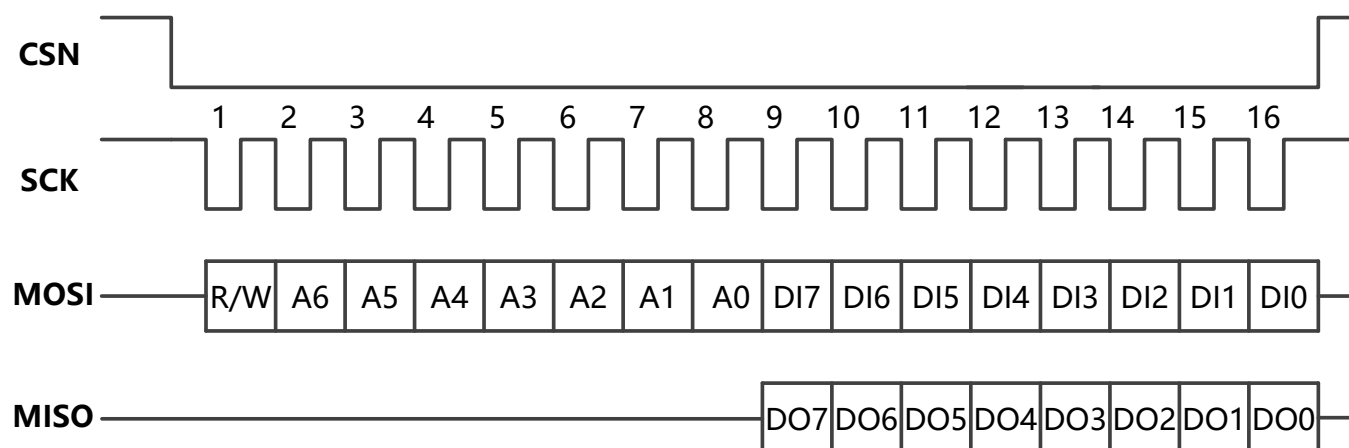 CSN
1 2 3 4 5 6 7 8 9 10 11 12 13 14 15 16
SCK
MOSI R/W A6 A5 A4 A3 A2 A1 A0 DI7 DI6 DI5 DI4 DI3 DI2 DI1 DI0
MISO DO7 DO6 DO5 DO4 DO3 DO2 DO1 DO0